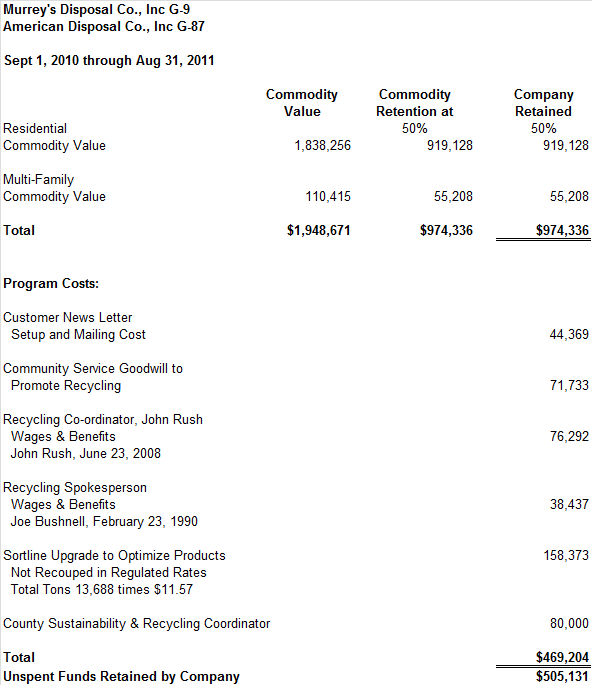 Murrey's Disposal Co., Inc G-9
American Disposal Co., Inc G-87
Sept 1, 2010 through Aug 31, 2011
Commodity Commodity Company
Value Retention at Retained
Residential 50% 50%
Commodity Value 1,838,256 919,128 919,128
Multi-Family
Commodity Value 110,415 55,208 55,208
Total $1,948,671 $974,336 $974,336
Program Costs:
Customer News Letter
Setup and Mailing Cost 44,369
Community Service Goodwill to
Promote Recycling 71,733
Recycling Co-ordinator, John Rush
Wages & Benefits 76,292
John Rush, June 23, 2008
Recycling Spokesperson
Wages & Benefits 38,437
Joe Bushnell, February 23, 1990
Sortline Upgrade to Optimize Products 158,373
Not Recouped in Regulated Rates
Total Tons 13,688 times $11.57
County Sustainability & Recycling Coordinator 80,000
Total $469,204
Unspent Funds Retained by Company $505,131